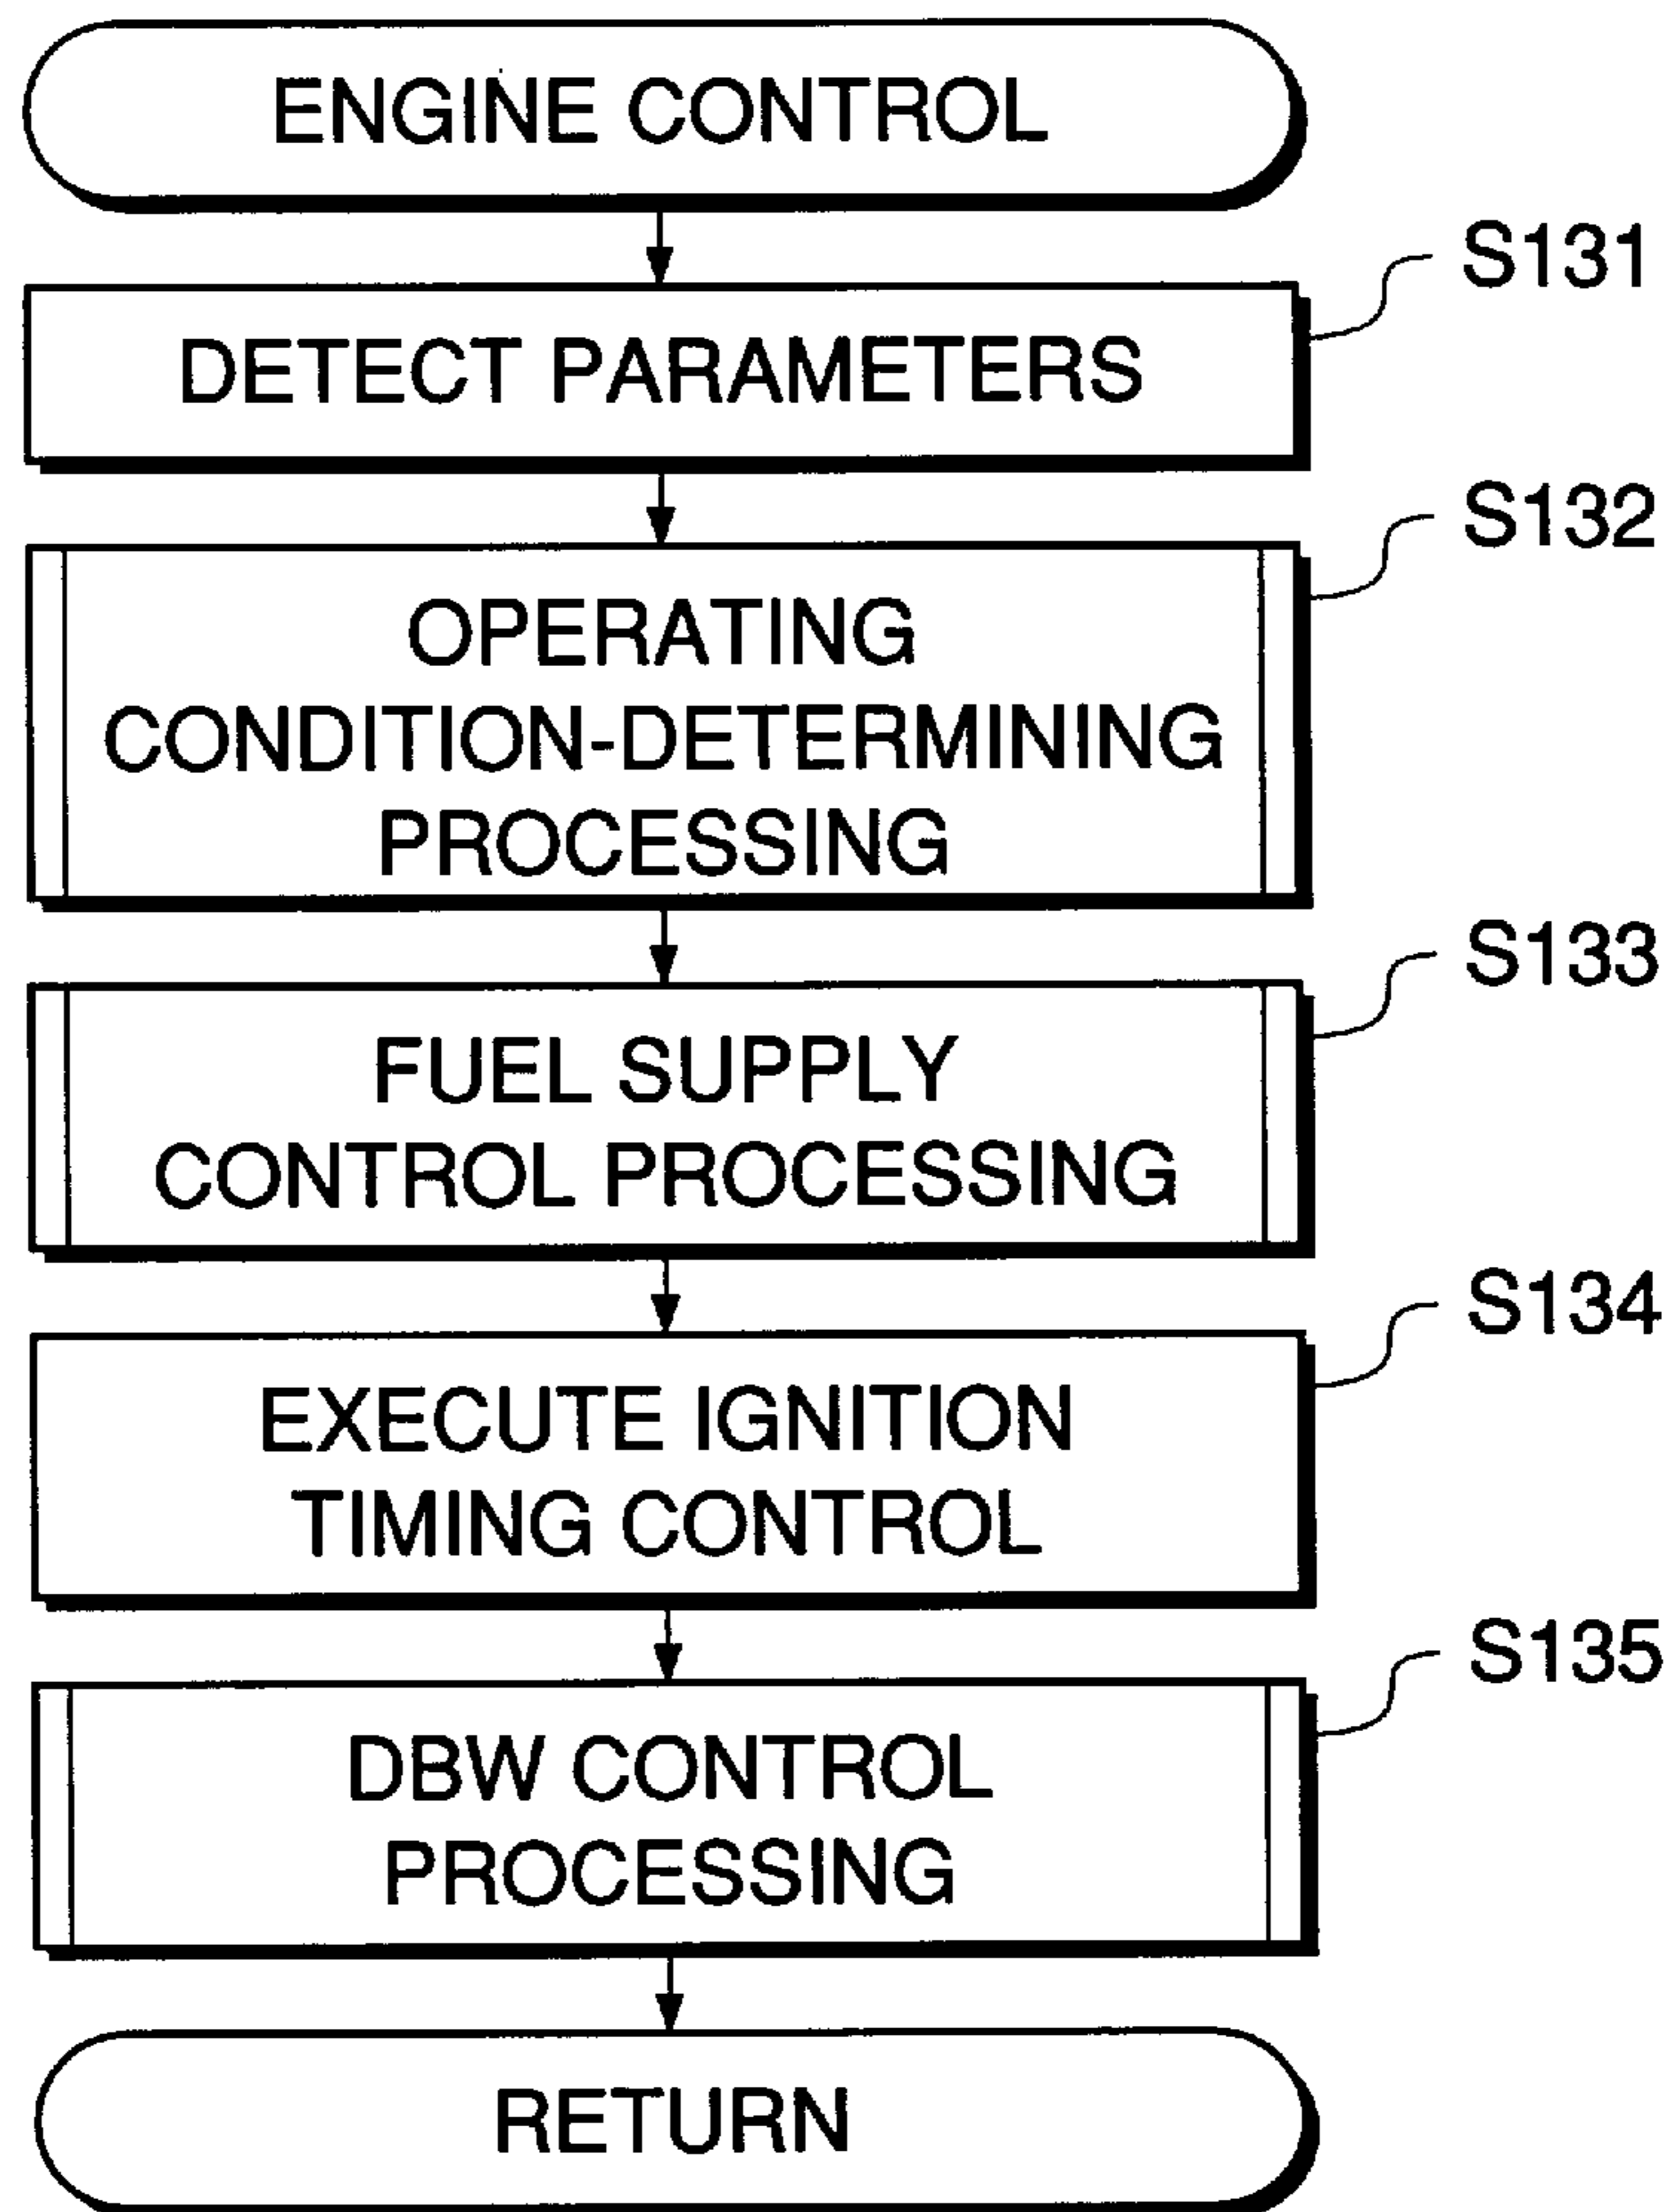 ENGINE CONTROL
S131
DETECT PARAMETERS
S132
OPERATING
CONDITION-DETERMINING
PROCESSING
S133
FUEL SUPPLY
CONTROL PROCESSING
S134
EXECUTE IGNITION
TIMING CONTROL
S135
DBW CONTROL
PROCESSING
RETURN